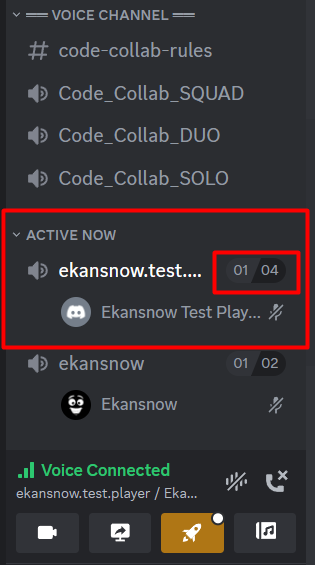 VOICE CHANNEL
code-collab-rules
Code_Collab_SQUAD
Code_Collab_DUO
Code_Collab_SOLO
ACTIVE NOW
ekansnow.test.... 01 04
Ekansnow Test Play...
ekansnow 01 02
Ekansnow
Voice Connected
ekansnow.test.player / Eka...